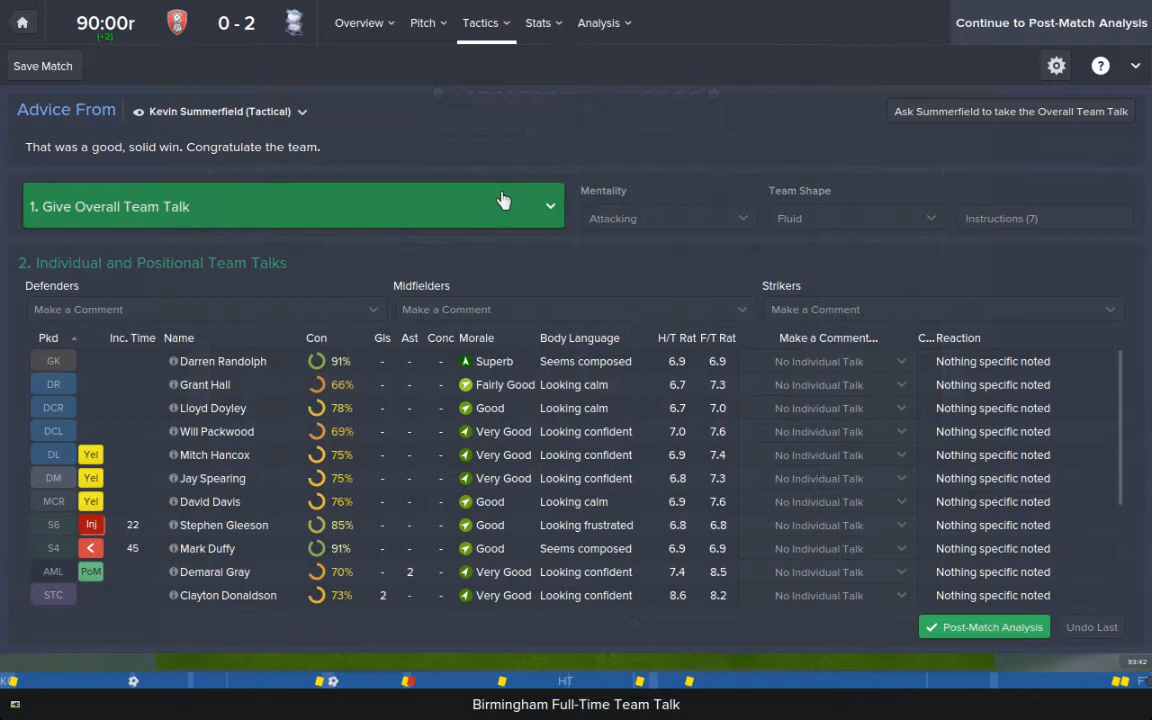 90:00r
(+2)
0 - 2
Overview
Pitch
Tactics
Stats
Analysis
Continue to Post-Match Analysis
Save Match
?
Advice From
Kevin Summerfield (Tactical)
Ask Summerfield to take the Overall Team Talk
That was a good, solid win. Congratulate the team.
1. Give Overall Team Talk
Mentality
Attacking
Team Shape
Fluid
Instructions (7)
2. Individual and Positional Team Talks
Defenders
Midfielders
Strikers
Make a Comment
Make a Comment
Make a Comment
Pkd Inc. Time Name Con Gls Ast Conc Morale Body Language H/T Rat F/T Rat Make a Comment... C... Reaction
GK Darren Randolph 91% - - - Superb Seems composed 6.9 6.9 No Individual Talk Nothing specific noted
DR Grant Hall 66% - - - Fairly Good Looking calm 6.7 7.3 No Individual Talk Nothing specific noted
DCR Lloyd Doyley 78% - - - Good Looking calm 6.7 7.0 No Individual Talk Nothing specific noted
DCL Will Packwood 69% - - - Very Good Looking confident 7.0 7.6 No Individual Talk Nothing specific noted
DL Yel Mitch Hancox 75% - - - Very Good Looking confident 6.9 7.4 No Individual Talk Nothing specific noted
DM Yel Jay Spearing 75% - - - Very Good Looking confident 6.8 7.3 No Individual Talk Nothing specific noted
MCR Yel David Davis 76% - - - Good Looking calm 6.9 7.6 No Individual Talk Nothing specific noted
S6 Inj 22 Stephen Gleeson 85% - - - Good Looking frustrated 6.8 6.8 No Individual Talk Nothing specific noted
S4 45 Mark Duffy 91% - - - Good Seems composed 6.9 6.9 No Individual Talk Nothing specific noted
AML PoM Demarai Gray 70% - 2 - Very Good Looking confident 7.4 8.5 No Individual Talk Nothing specific noted
STC Clayton Donaldson 73% 2 - - Very Good Looking confident 8.6 8.2 No Individual Talk Nothing specific noted
Post-Match Analysis
Undo Last
93:42
HT
Birmingham Full-Time Team Talk